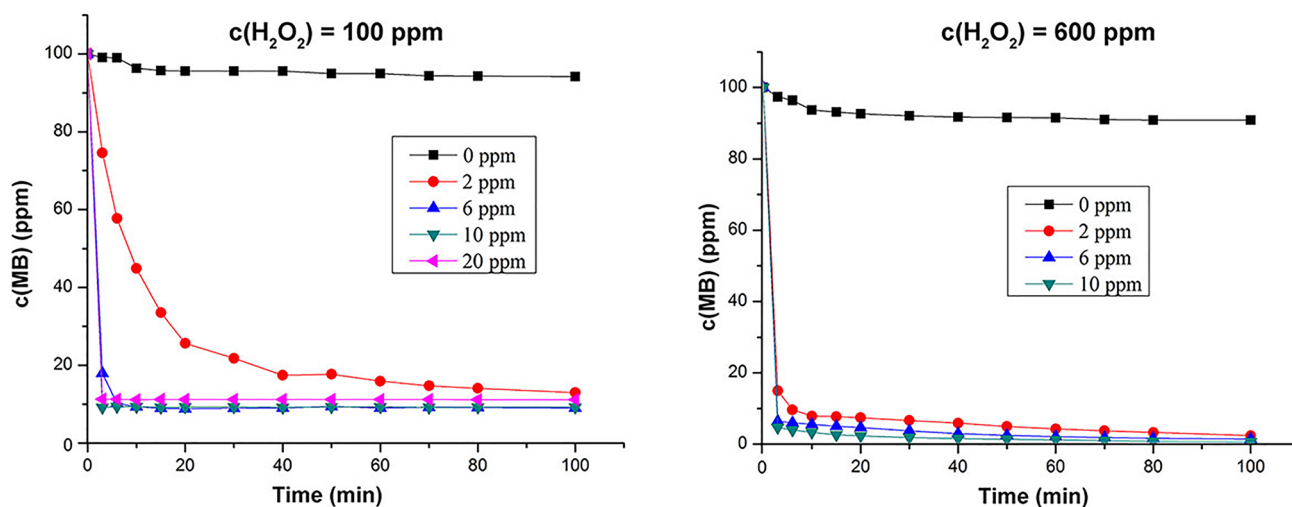 c(H₂O₂) = 100 ppm
100
80
60
40
20
0
c(MB) (ppm)
0 ppm
2 ppm
6 ppm
10 ppm
20 ppm
0 20 40 60 80 100
Time (min)
c(H₂O₂) = 600 ppm
100
80
60
40
20
0
c(MB) (ppm)
0 ppm
2 ppm
6 ppm
10 ppm
0 20 40 60 80 100
Time (min)